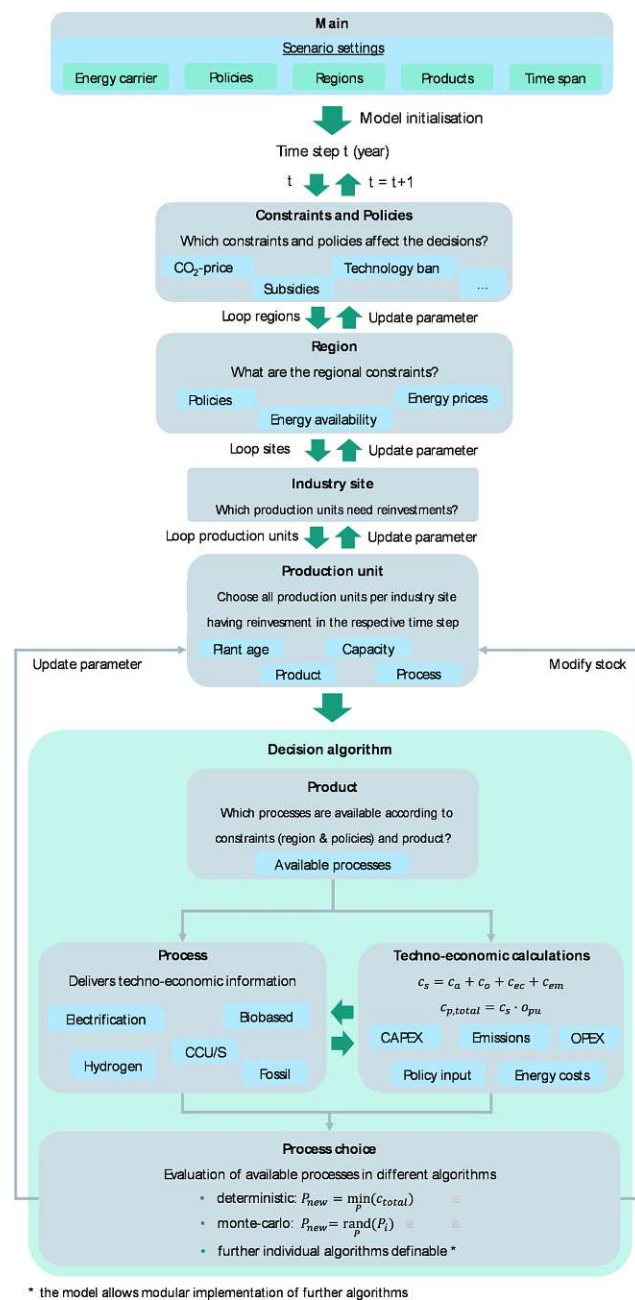 Main
Scenario settings
Energy carrier Policies Regions Products Time span
Model initialisation
Time step t (year)
t t = t+1
Constraints and Policies
Which constraints and policies affect the decisions?
CO₂-price Technology ban
Subsidies ...
Loop regions Update parameter
Region
What are the regional constraints?
Policies Energy prices
Energy availability
Loop sites Update parameter
Industry site
Which production units need reinvestments?
Loop production units Update parameter
Production unit
Choose all production units per industry site
having reinvesment in the respective time step
Update parameter Plant age Capacity Modify stock
Product Process
Decision algorithm
Product
Which processes are available according to
constraints (region & policies) and product?
Available processes
Process
Delivers techno-economic information
Electrification Biobased
CCU/S
Hydrogen Fossil
Techno-economic calculations
c_s = c_a + c_o + c_ec + c_em
c_p,total = c_s · o_pu
CAPEX Emissions OPEX
Policy input Energy costs
Process choice
Evaluation of available processes in different algorithms
• deterministic: P_new = min_p(c_total)
• monte-carlo: P_new = rand_p(P_i)
• further individual algorithms definable *
* the model allows modular implementation of further algorithms